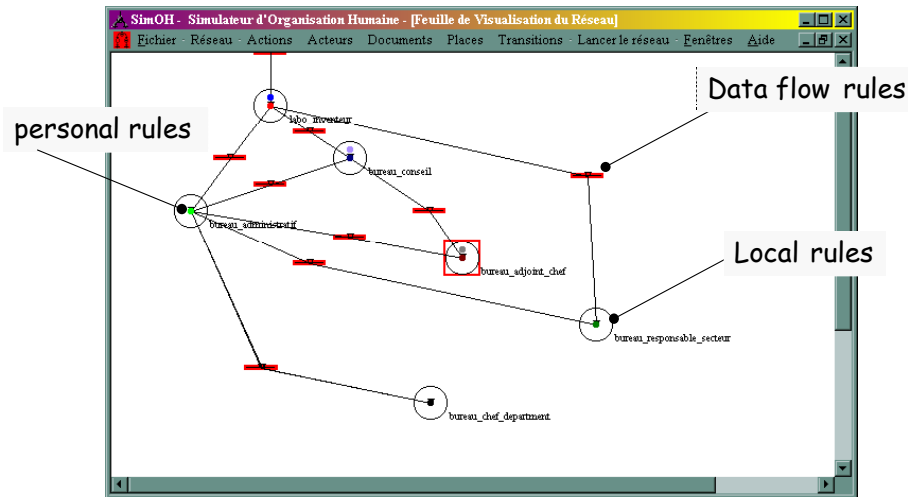 SimOH - Simulateur d'Organisation Humaine - [Feuille de Visualisation du Réseau]
Fichier - Réseau - Actions Acteurs Documents Places Transitions - Lancer le réseau - Fenêtres Aide
Data flow rules
personal rules
labo_inventeur
bureau_conseil
bureau_administratif
Local rules
bureau_adjoint_chef
bureau_responsable_secteur
bureau_chef_department